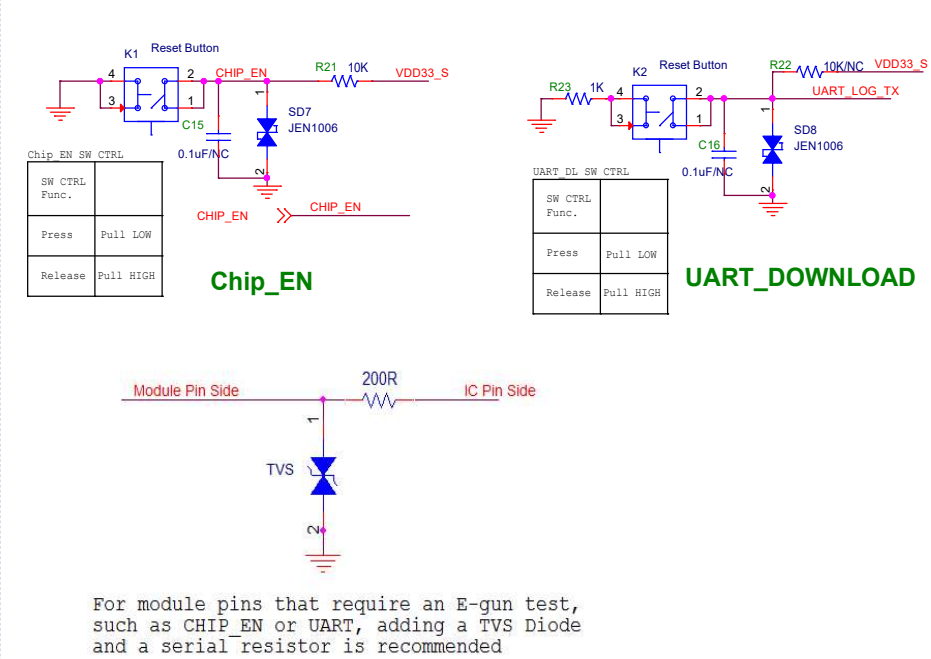 K1
Reset Button
4
2
3
1
CHIP_EN
R21
10K
VDD33_S
C15
0.1uF/NC
1
SD7
JEN1006
2
Chip_EN SW CTRL
SW CTRL
Func.
Press
Pull LOW
Release
Pull HIGH
CHIP_EN
CHIP_EN
Chip_EN
R23
1K
K2
Reset Button
4
2
3
1
R22
10K/NC
VDD33_S
UART_LOG_TX
C16
0.1uF/NC
1
SD8
JEN1006
2
UART_DL SW CTRL
SW CTRL
Func.
Press
Pull LOW
Release
Pull HIGH
UART_DOWNLOAD
Module Pin Side
200R
IC Pin Side
1
TVS
2
For module pins that require an E-gun test,
such as CHIP_EN or UART, adding a TVS Diode
and a serial resistor is recommended